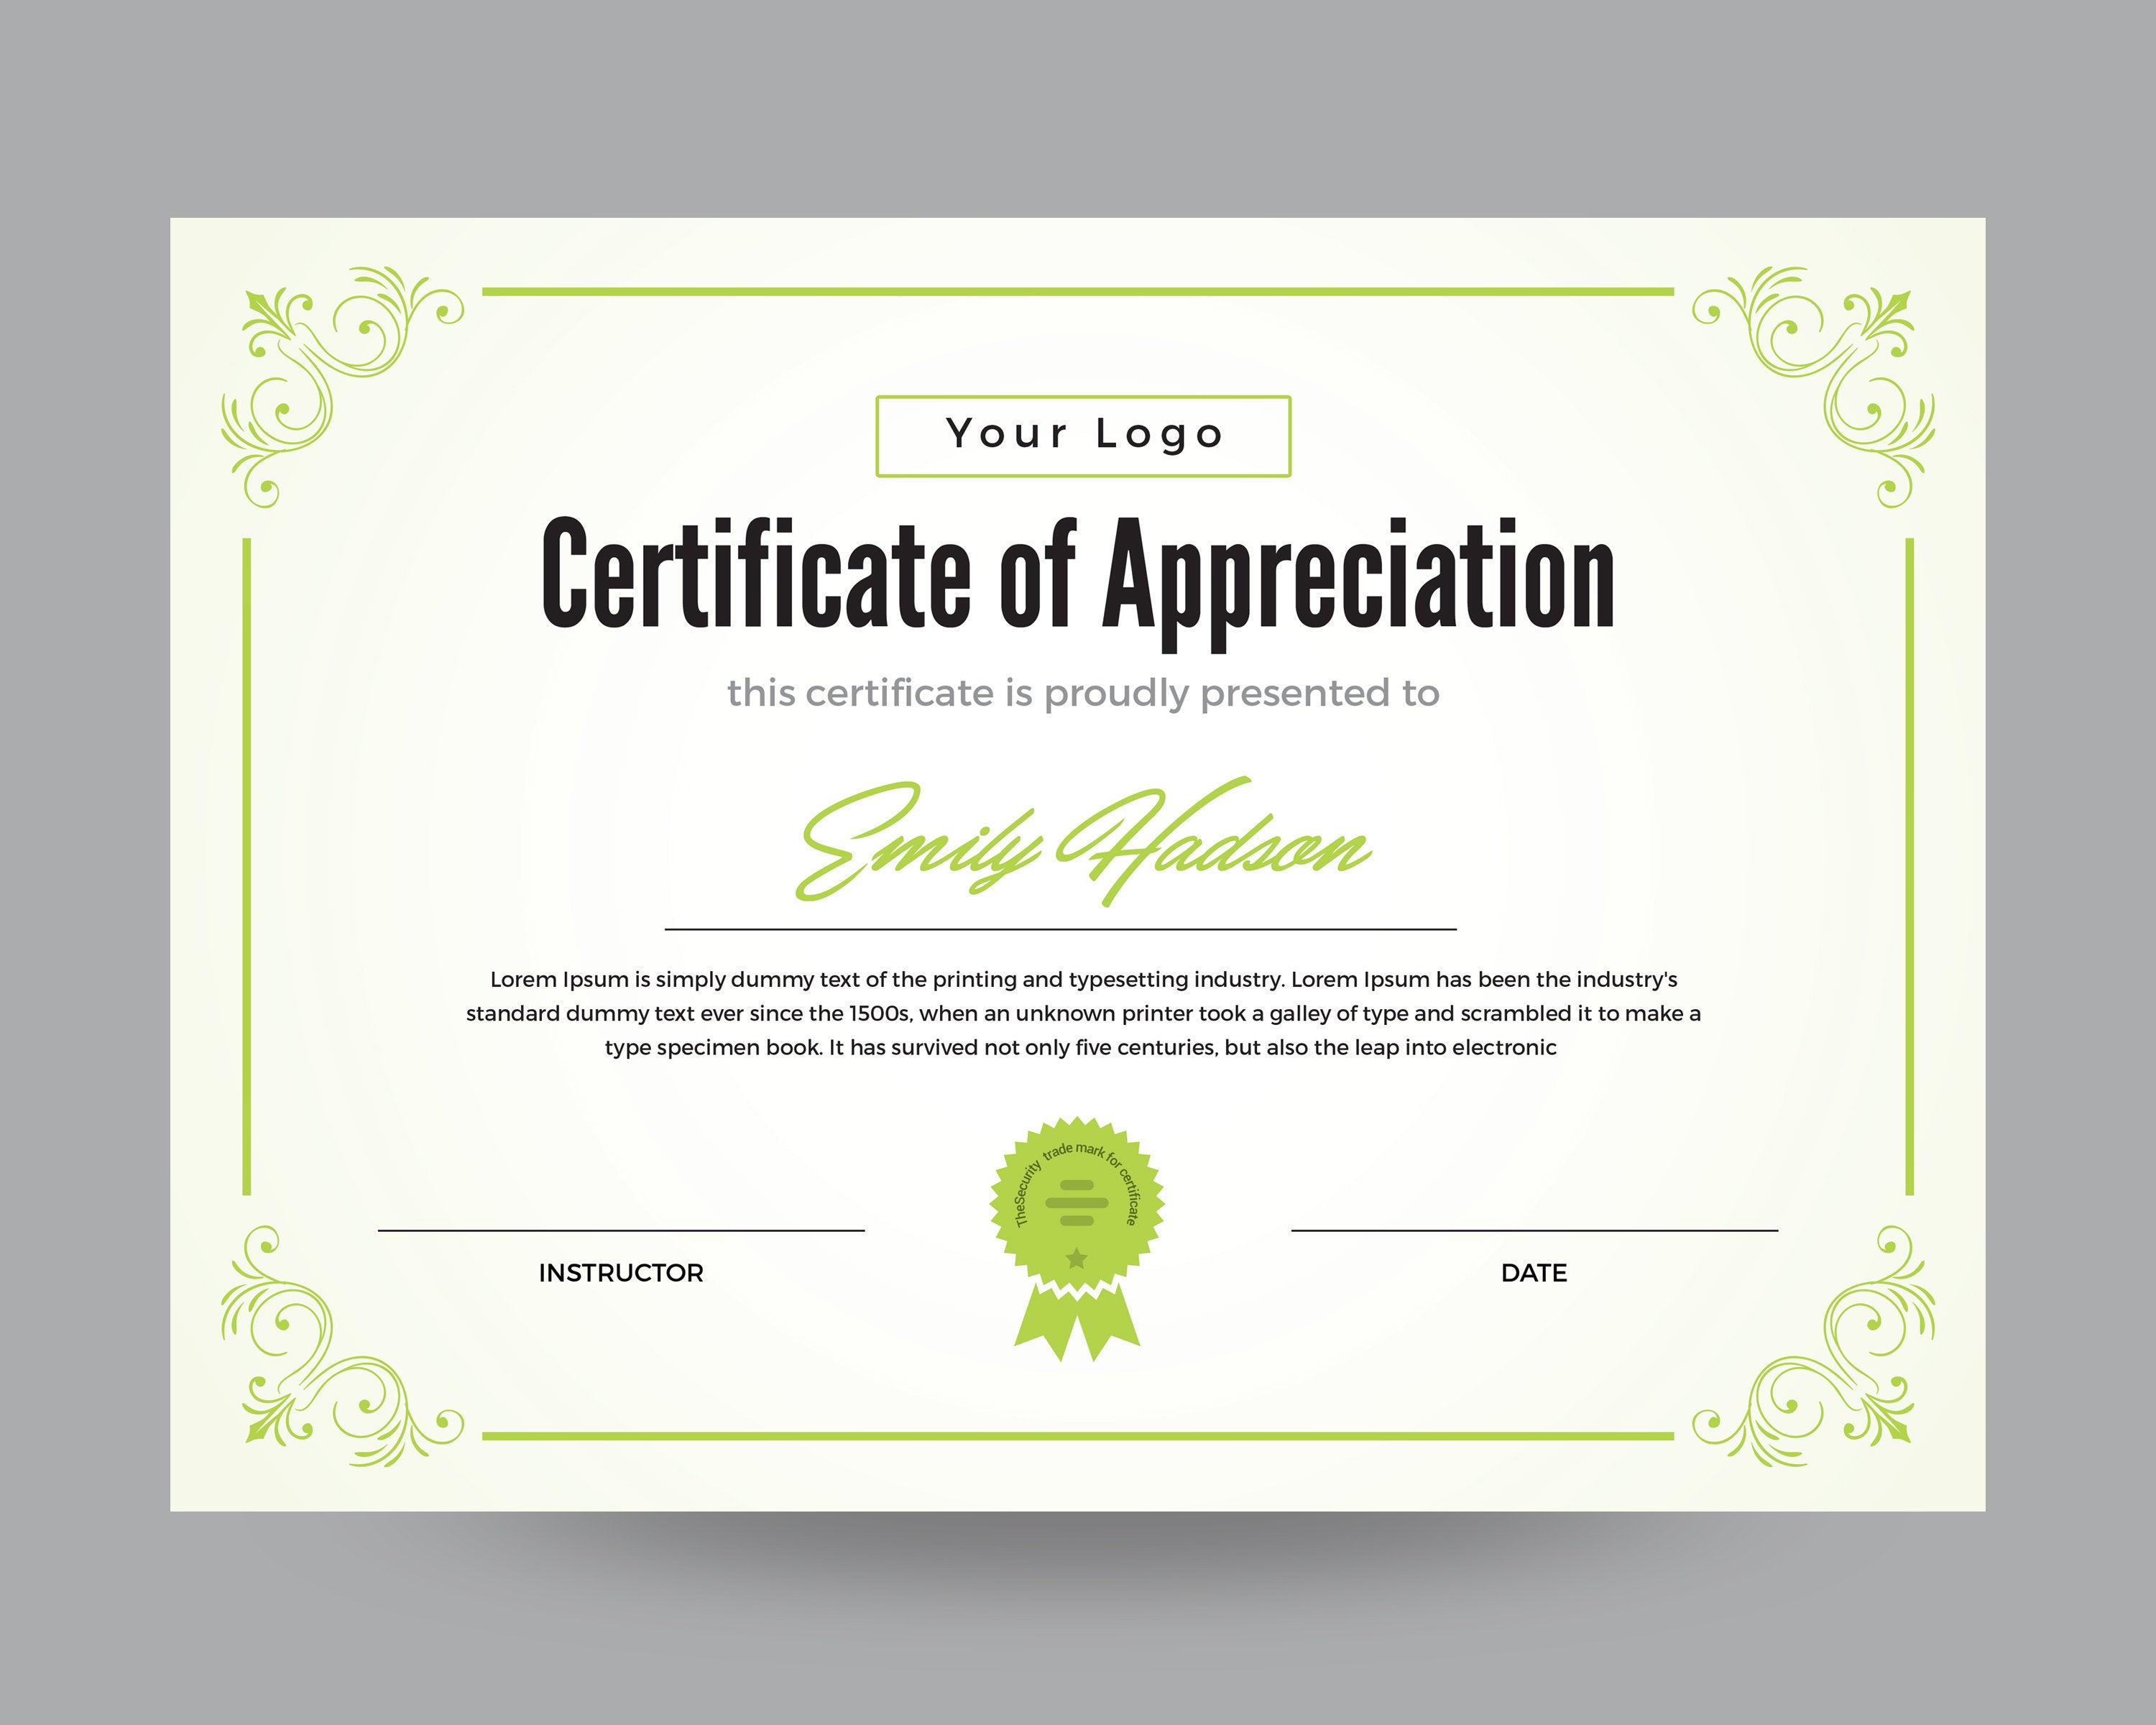 Your Logo
Certificate of Appreciation
this certificate is proudly presented to
Emily Hadson
Lorem Ipsum is simply dummy text of the printing and typesetting industry. Lorem Ipsum has been the industry's
standard dummy text ever since the 1500s, when an unknown printer took a galley of type and scrambled it to make a
type specimen book. It has survived not only five centuries, but also the leap into electronic
TheSecurity trade mark for certificate
INSTRUCTOR
DATE